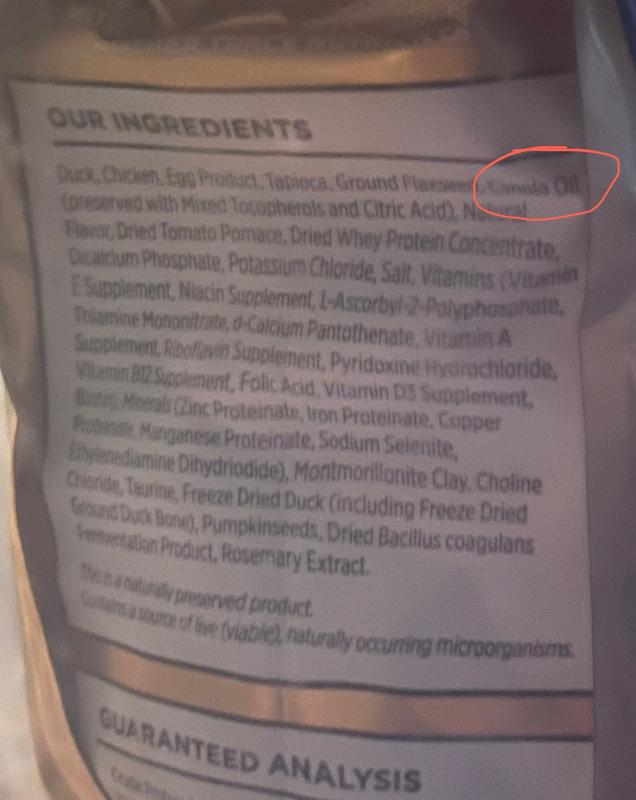 OUR INGREDIENTS
Duck, Chicken, Egg Product, Tapioca, Ground Flaxseed, Canola Oil
(preserved with Mixed Tocopherols and Citric Acid), Natural
Flavor, Dried Tomato Pomace, Dried Whey Protein Concentrate,
Dicalcium Phosphate, Potassium Chloride, Salt, Vitamins (Vitamin
E Supplement, Niacin Supplement, L-Ascorbyl-2-Polyphosphate,
Thiamine Mononitrate, d-Calcium Pantothenate, Vitamin A
Supplement, Riboflavin Supplement, Pyridoxine Hydrochloride,
Vitamin B12 Supplement, Folic Acid, Vitamin D3 Supplement,
Biotin), Minerals (Zinc Proteinate, Iron Proteinate, Copper
Proteinate, Manganese Proteinate, Sodium Selenite,
Ethylenediamine Dihydriodide), Montmorillonite Clay, Choline
Chloride, Taurine, Freeze Dried Duck (including Freeze Dried
Ground Duck Bone), Pumpkinseeds, Dried Bacillus coagulans
Fermentation Product, Rosemary Extract.
This is a naturally preserved product.
Contains a source of live (viable), naturally occurring microorganisms.
GUARANTEED ANALYSIS